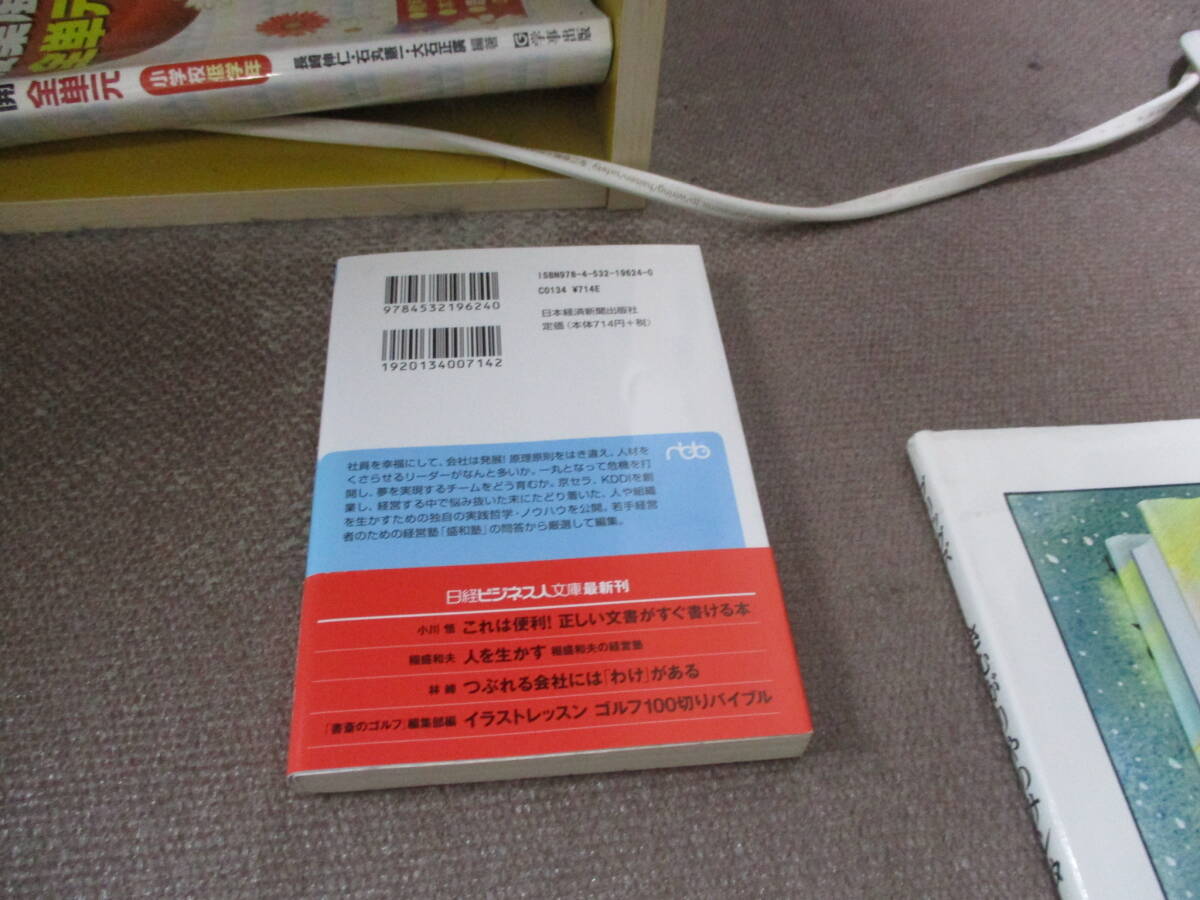 全単元
開 全単元 小学校低学年 長﨑伸仁・石丸憲一・大石正廣 編著 学事出版
ISBN978-4-532-19624-0
C0134 ¥714E
9784532196240
日本経済新聞出版社
定価(本体714円+税)
1920134007142
nbb
社員を幸福にして、会社は発展! 原理原則をはき違え、人材を
くさらせるリーダーがなんと多いか。一丸となって危機を打
開し、夢を実現するチームをどう育むか。京セラ、KDDIを創
業し、経営する中で悩み抜いた末にたどり着いた、人や組織
を生かすための独自の実践哲学・ノウハウを公開。若手経営
者のための経営塾「盛和塾」の問答から厳選して編集。
日経ビジネス人文庫 最新刊
小川 悟 これは便利! 正しい文書がすぐ書ける本
稲盛和夫 人を生かす 稲盛和夫の経営塾
林 總 つぶれる会社には「わけ」がある
「書斎のゴルフ」編集部編 イラストレッスン ゴルフ100切りバイブル